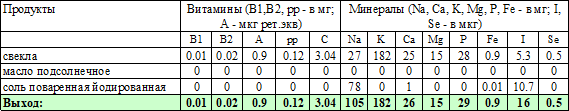 Продукты Витамины (B1,B2, pp - в мг; Минералы (Na, Ca, K, Mg, P, Fe - в мг; I,
A - мкг рет.экв) Se - в мкг)
B1 B2 A pp C Na K Ca Mg P Fe I Se
свекла 0.01 0.02 0.9 0.12 3.04 27 182 25 15 28 0.9 5.3 0.5
масло подсолнечное 0 0 0 0 0 0 0 0 0 0 0 0 0
соль поваренная йодированная 0 0 0 0 0 78 0 1 0 0 0.01 10.7 0
Выход: 0.01 0.02 0.9 0.12 3.04 105 182 26 15 29 0.9 16 0.5